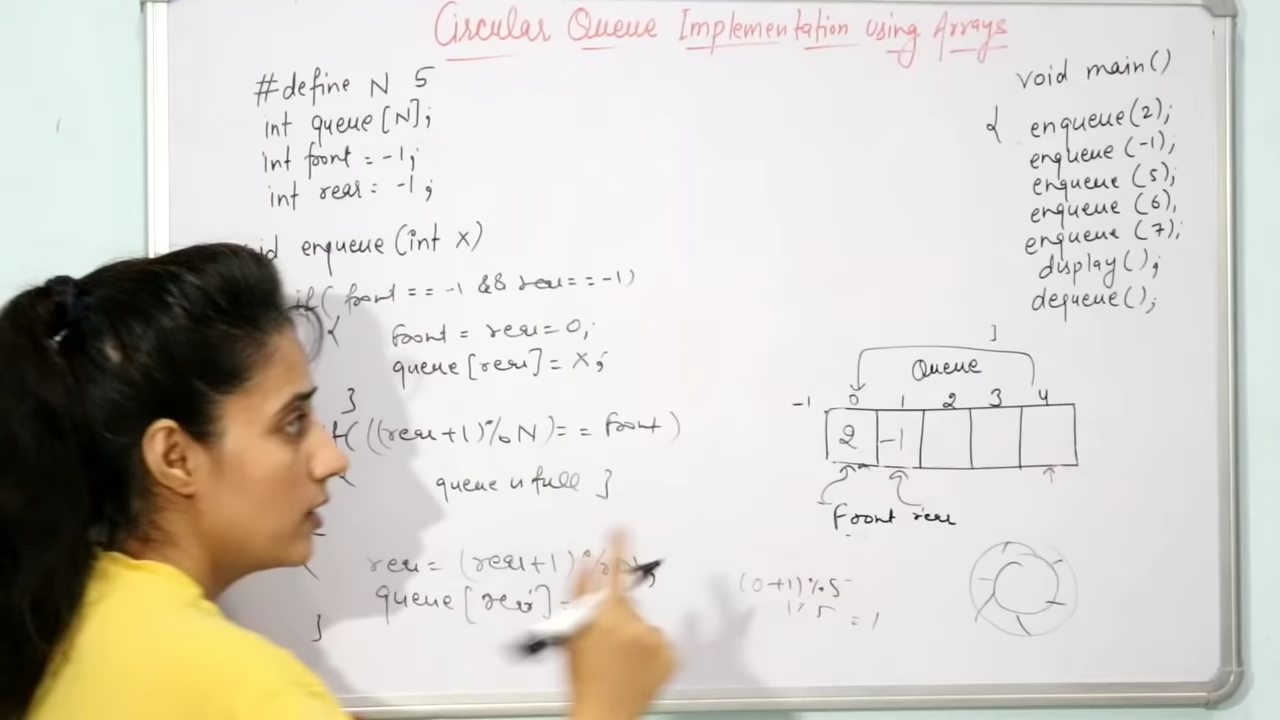 Circular Queue Implementation using Arrays
#define N 5
int queue[N];
int front = -1;
int rear = -1;
enqueue (int x)
if( front == -1 && rear == -1)
{ front = rear = 0;
queue[rear] = x;
}
((rear+1)%N) == front )
queue is full }
rear = (rear+1)%N;
queue[rear] =
}
void main()
{ enqueue(2);
enqueue(-1);
enqueue(5);
enqueue(6),
enqueue(7);
display();
dequeue();
}
Queue
-1 0 1 2 3 4
2 -1
Front rear
(0+1)%5
1%5
= 1